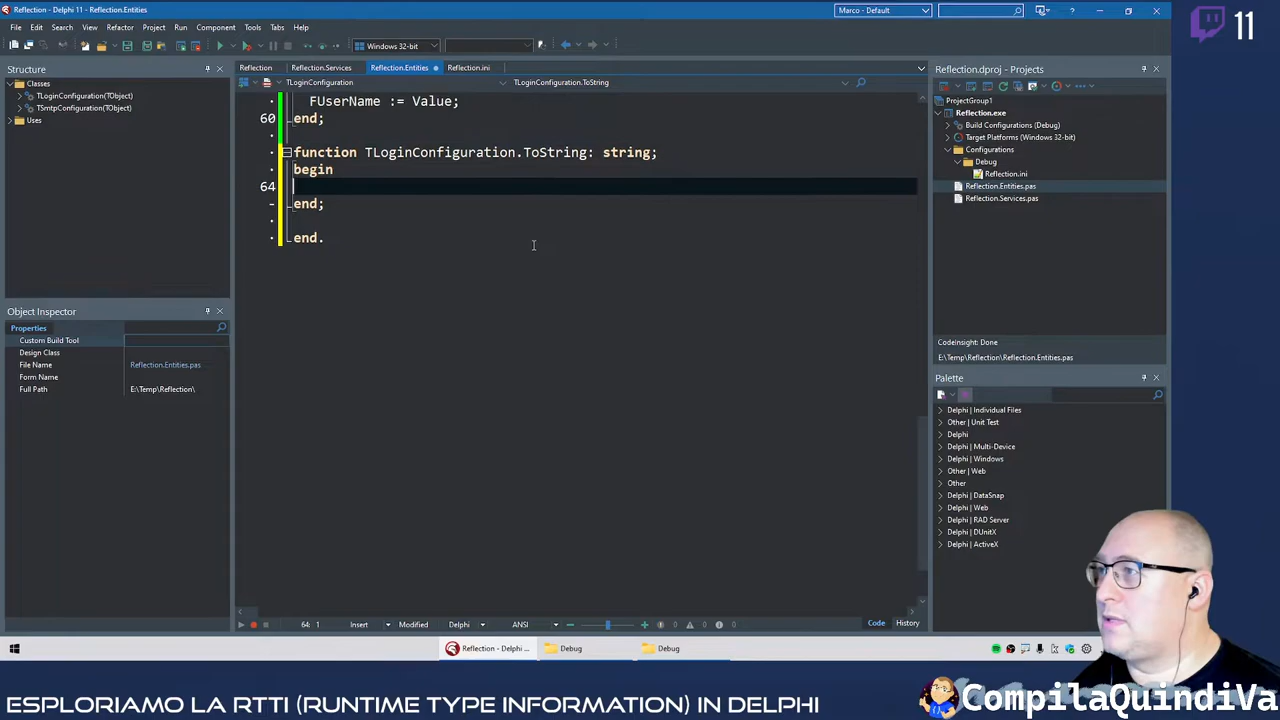 Reflection - Delphi 11 - Reflection.Entities
Marco - Default
File Edit Search View Refactor Project Run Component Tools Tabs Help
Windows 32-bit
11
Structure
Classes
TLoginConfiguration(TObject)
TSmtpConfiguration(TObject)
Uses
Object Inspector
Properties
Custom Build Tool
Design Class
File Name Reflection.Entities.pas
Form Name
Full Path E:\Temp\Reflection\
Reflection Reflection.Services Reflection.Entities Reflection.ini
TLoginConfiguration TLoginConfiguration.ToString
FUserName := Value;
60 end;
function TLoginConfiguration.ToString: string;
begin
64
end;
end.
64: 1 Insert Modified Delphi ANSI 0 0 0 Code History
Reflection.dproj - Projects
ProjectGroup1
Reflection.exe
Build Configurations (Debug)
Target Platforms (Windows 32-bit)
Configurations
Debug
Reflection.ini
Reflection.Entities.pas
Reflection.Services.pas
CodeInsight: Done
E:\Temp\Reflection\Reflection.Entities.pas
Palette
Delphi | Individual Files
Other | Unit Test
Delphi
Delphi | Multi-Device
Delphi | Windows
Other | Web
Other
Delphi | DataSnap
Delphi | Web
Delphi | RAD Server
Delphi | DUnitX
Delphi | ActiveX
Reflection - Delphi ... Debug Debug
ESPLORIAMO LA RTTI (RUNTIME TYPE INFORMATION) IN DELPHI
CompilaQuindiVa